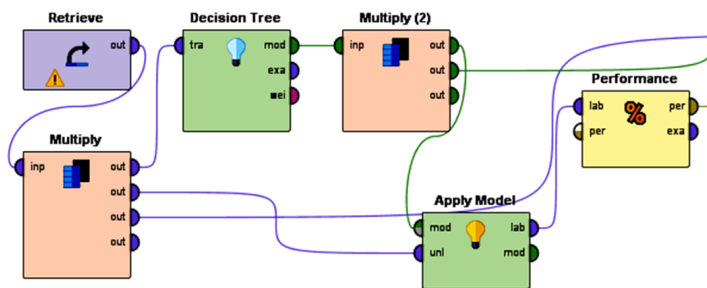 Retrieve
out
Decision Tree
tra
mod
exa
wei
Multiply (2)
inp
out
out
out
Performance
lab
per
per
exa
%
Multiply
inp
out
out
out
out
Apply Model
mod
lab
unl
mod